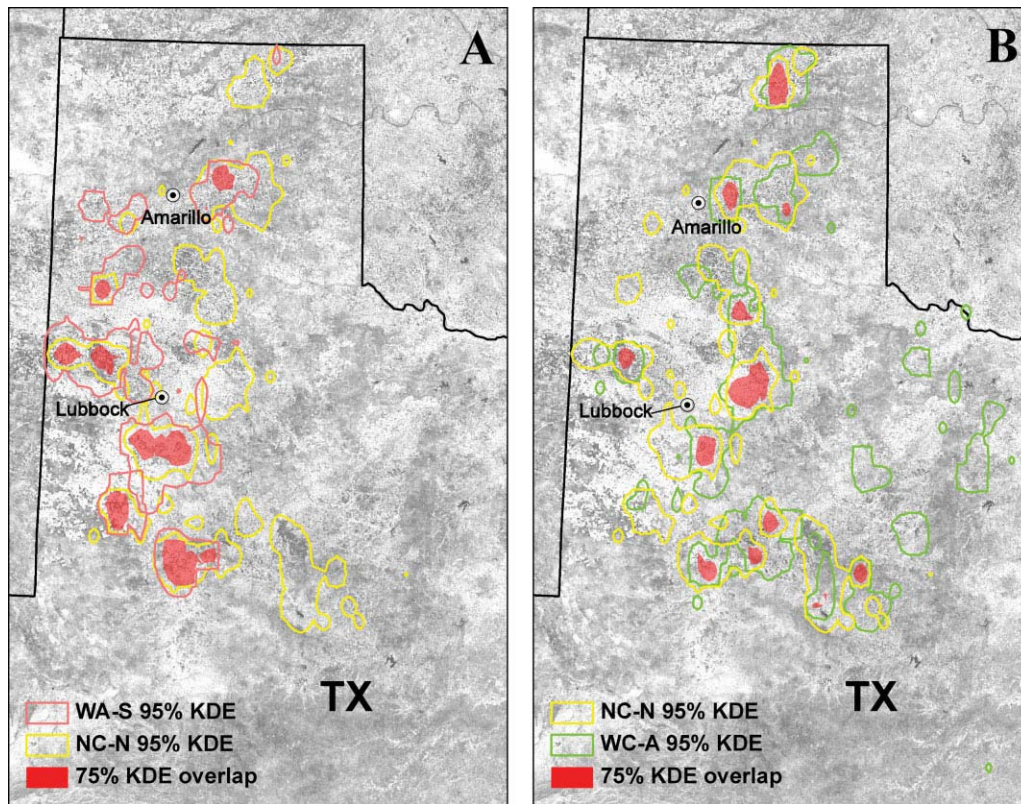 A
Amarillo
Lubbock
TX
WA-S 95% KDE
NC-N 95% KDE
75% KDE overlap
B
Amarillo
Lubbock
TX
NC-N 95% KDE
WC-A 95% KDE
75% KDE overlap